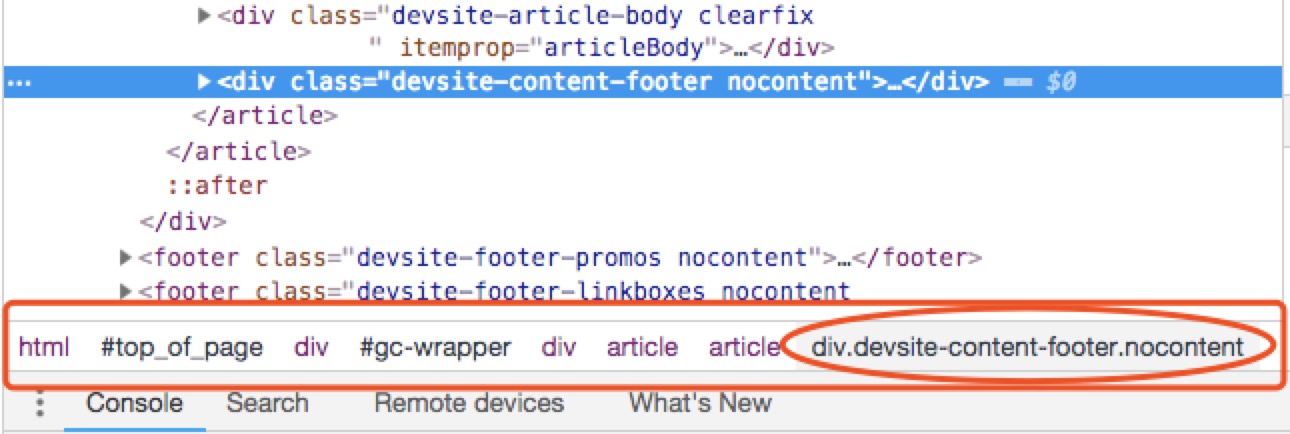 ▶<div class="devsite-article-body clearfix
" itemprop="articleBody">…</div>
… ▶<div class="devsite-content-footer nocontent">…</div> == $0
</article>
</article>
::after
</div>
▶<footer class="devsite-footer-promos nocontent">…</footer>
▶<footer class="devsite-footer-linkboxes nocontent
html #top_of_page div #gc-wrapper div article article div.devsite-content-footer.nocontent
⋮ Console Search Remote devices What's New